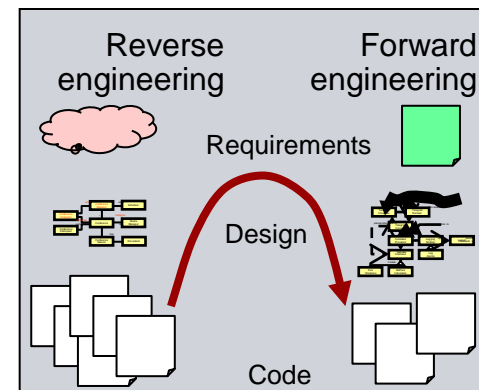 Reverse
engineering
Forward
engineering
Requirements
Design
Code